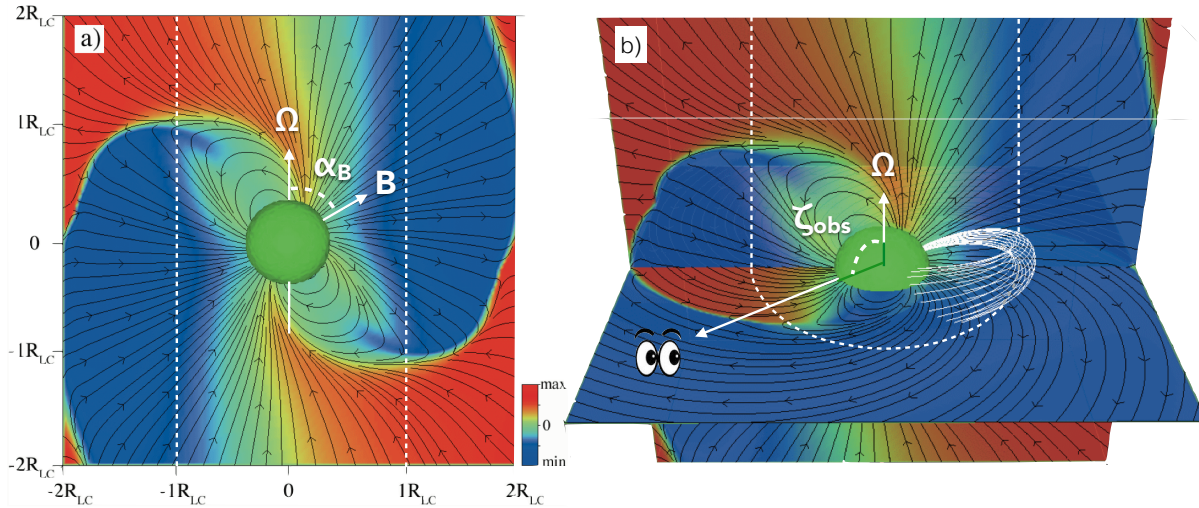 2R_LC
a)
1R_LC
0
-1R_LC
-2R_LC
Ω
α_B
B
max
0
min
-2R_LC
-1R_LC
0
1R_LC
2R_LC
b)
Ω
ζ_obs